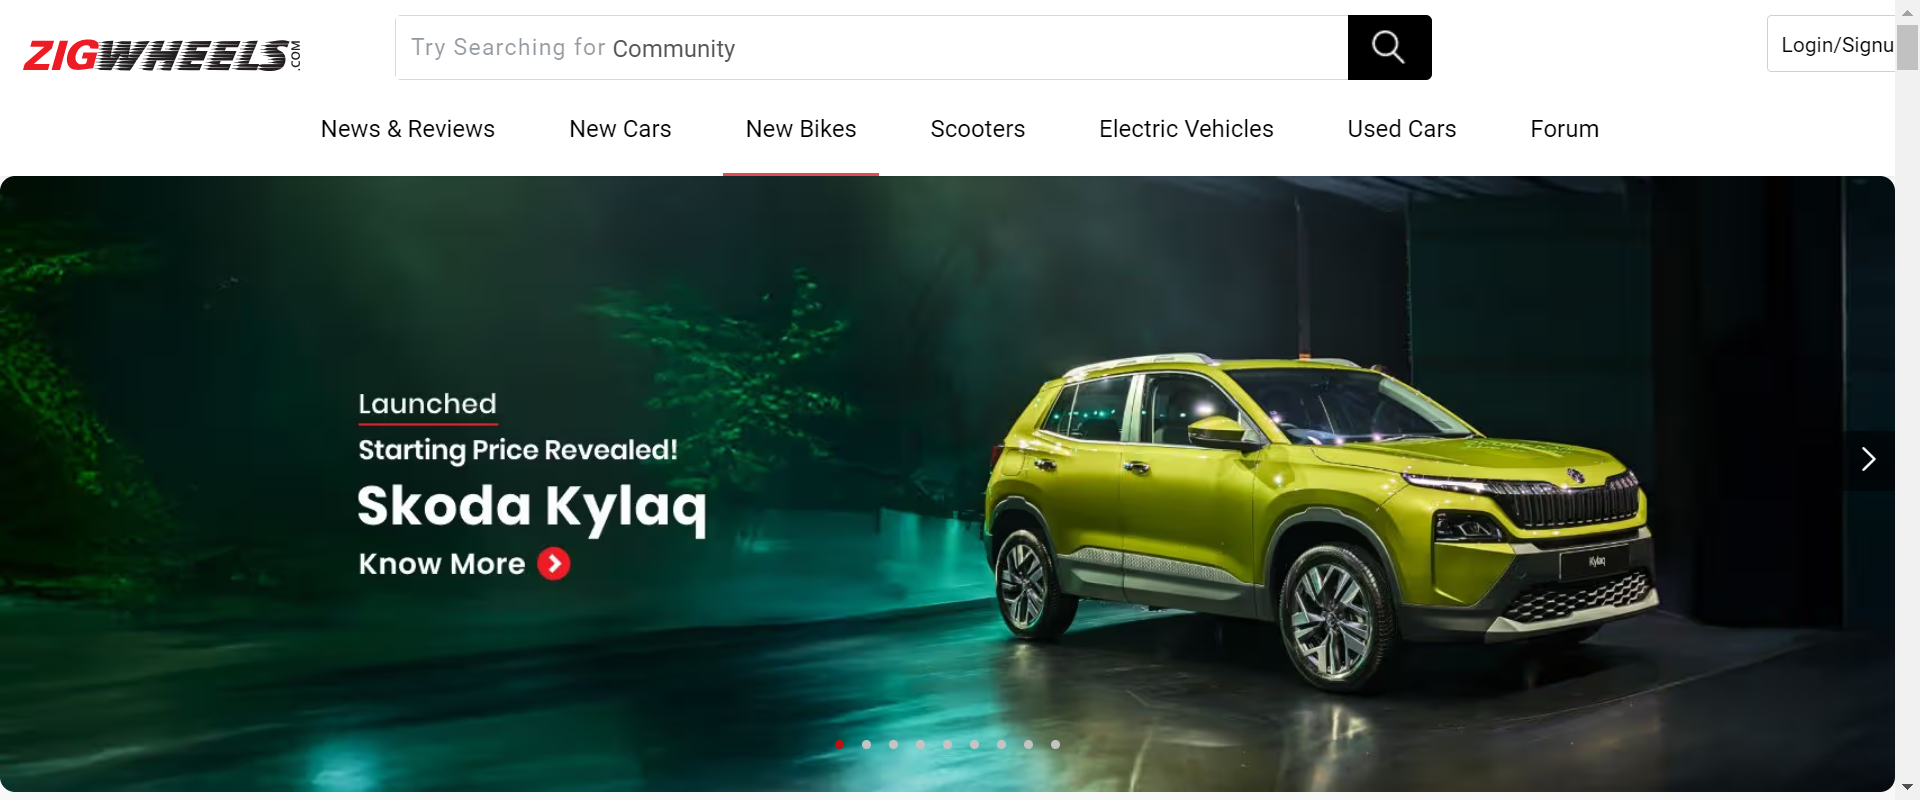 ZIGWHEELS.COM
Try Searching for Community
Login/Signu
News & Reviews
New Cars
New Bikes
Scooters
Electric Vehicles
Used Cars
Forum
Launched
Starting Price Revealed!
Skoda Kylaq
Know More
Kylaq